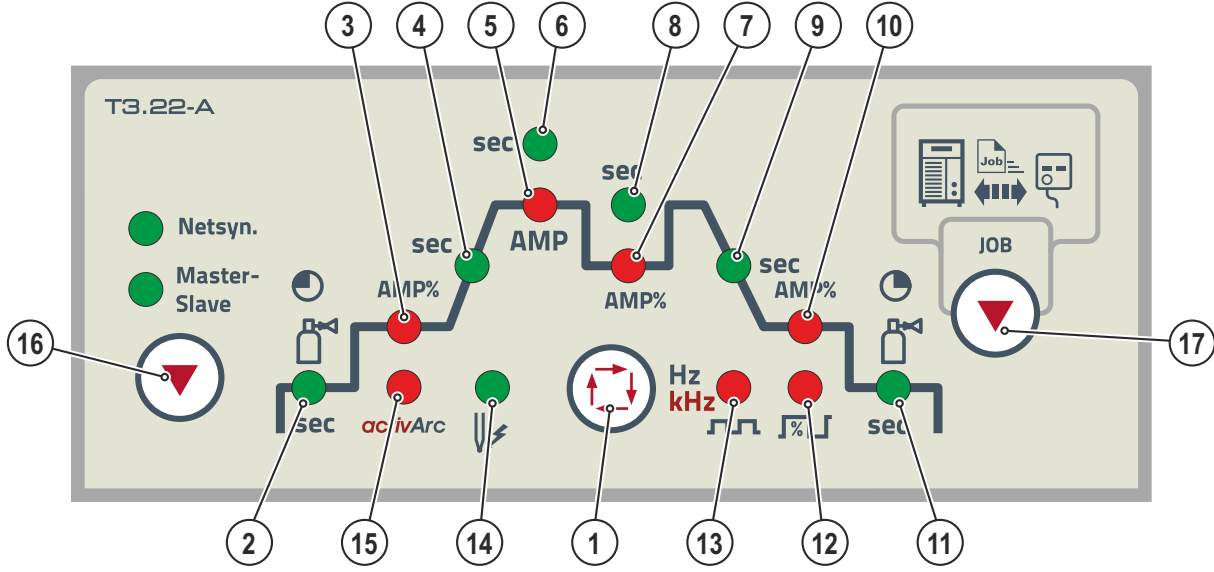 3 4 5 6 8 7 9 10
T3.22-A
sec
sec
Job
Netsyn.
sec
AMP
JOB
sec
Master-
Slave
AMP%
AMP%
AMP%
16
17
Hz
kHz
%
sec
activArc
sec
2 15 14 1 13 12 11